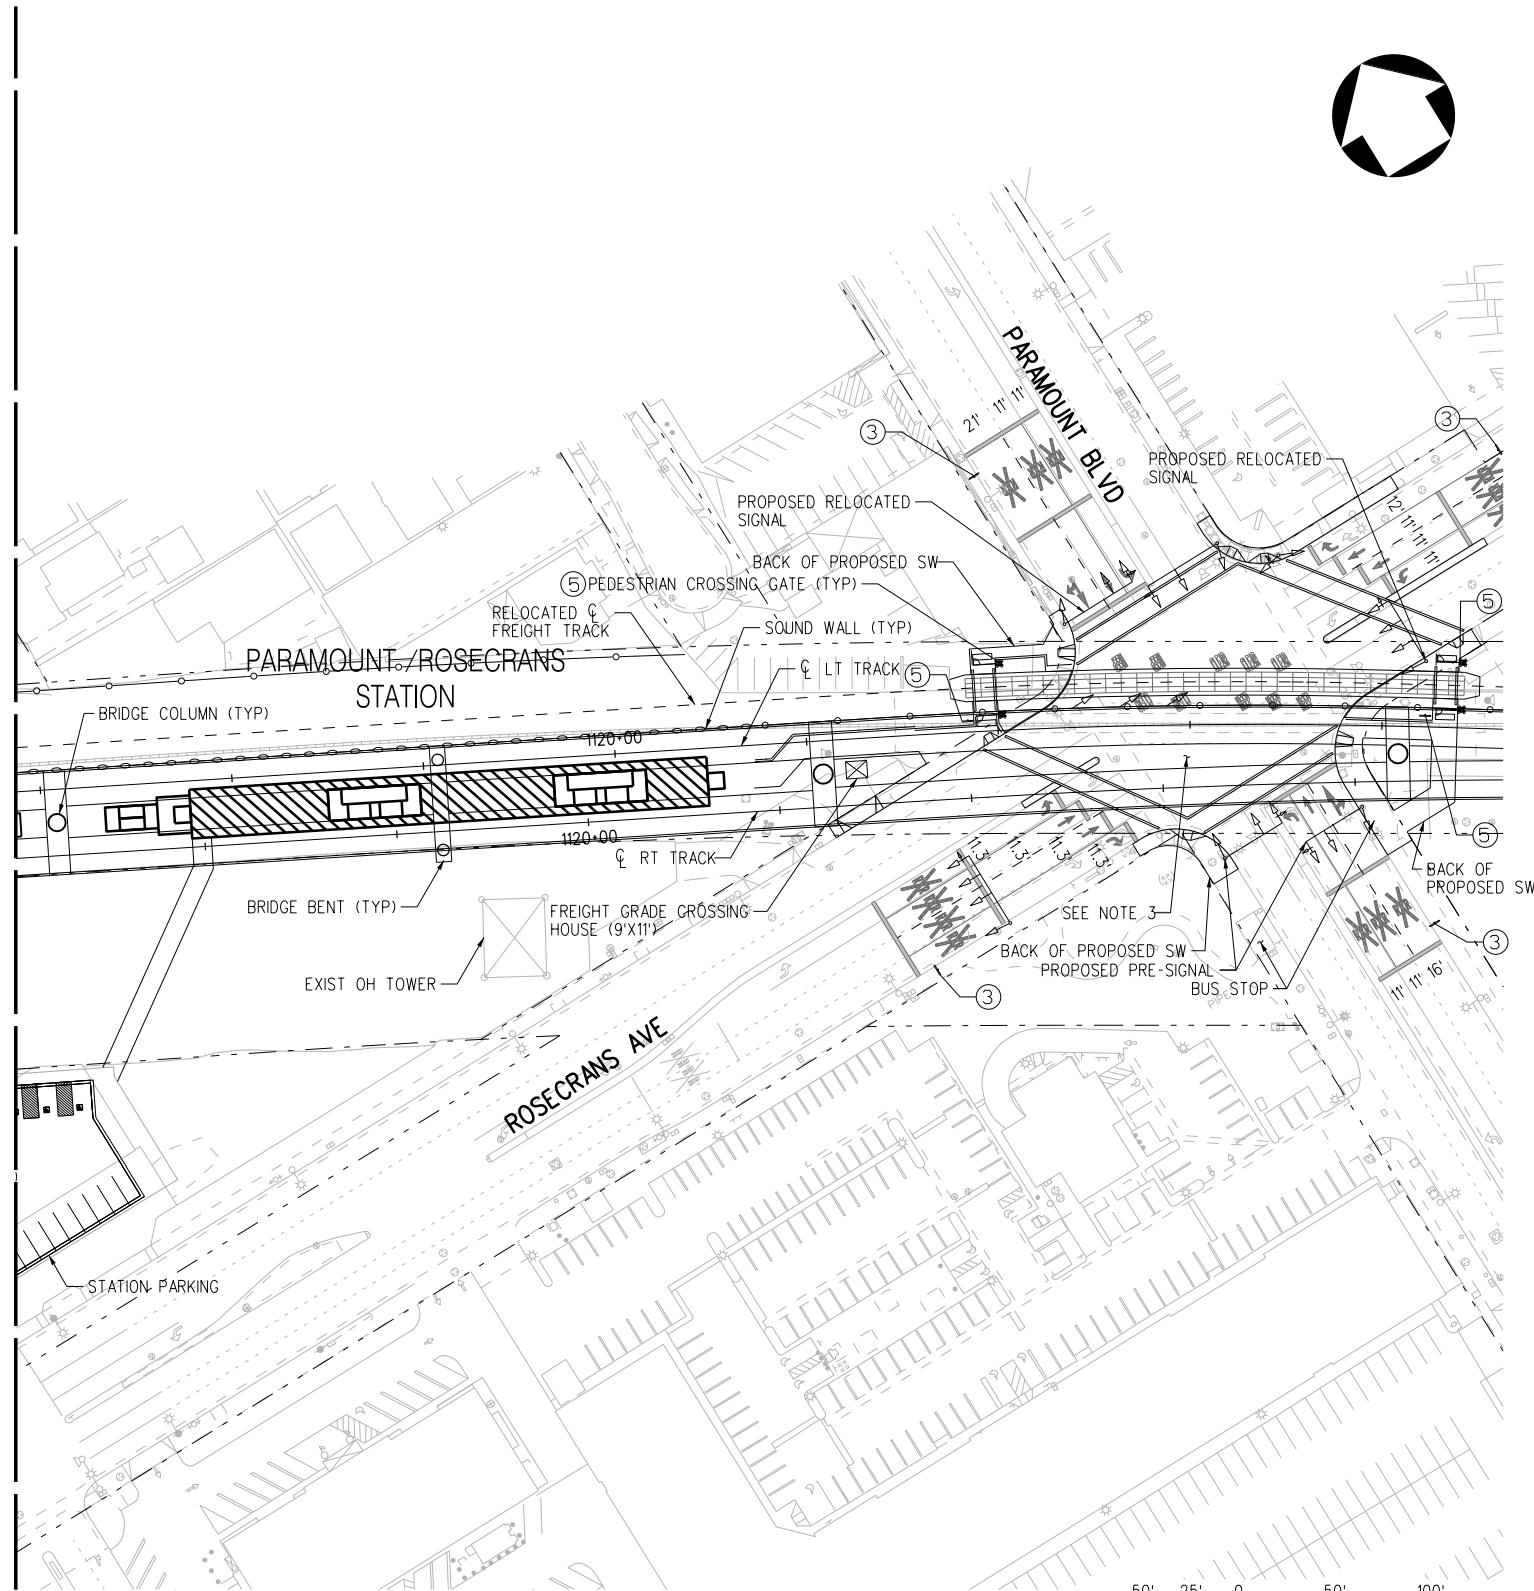 PARAMOUNT BLVD
21' 11' 11'
3
3
PROPOSED RELOCATED
SIGNAL
PROPOSED RELOCATED
SIGNAL
12' 11' 11' 11'
BACK OF PROPOSED SW
5 PEDESTRIAN CROSSING GATE (TYP)
RELOCATED ℄
FREIGHT TRACK
SOUND WALL (TYP)
5
PARAMOUNT/ROSECRANS
STATION
℄ LT TRACK
5
BRIDGE COLUMN (TYP)
1120+00
1120+00
℄ RT TRACK
5
11.3' 11.3' 11.3' 11.3'
BACK OF
PROPOSED SW
BRIDGE BENT (TYP)
FREIGHT GRADE CROSSING
HOUSE (9'X11')
SEE NOTE 3
3
BACK OF PROPOSED SW
PROPOSED PRE-SIGNAL
BUS STOP
11' 11' 16'
EXIST OH TOWER
3
PIPE
ROSECRANS AVE
STATION PARKING
50' 25' 0 50' 100'